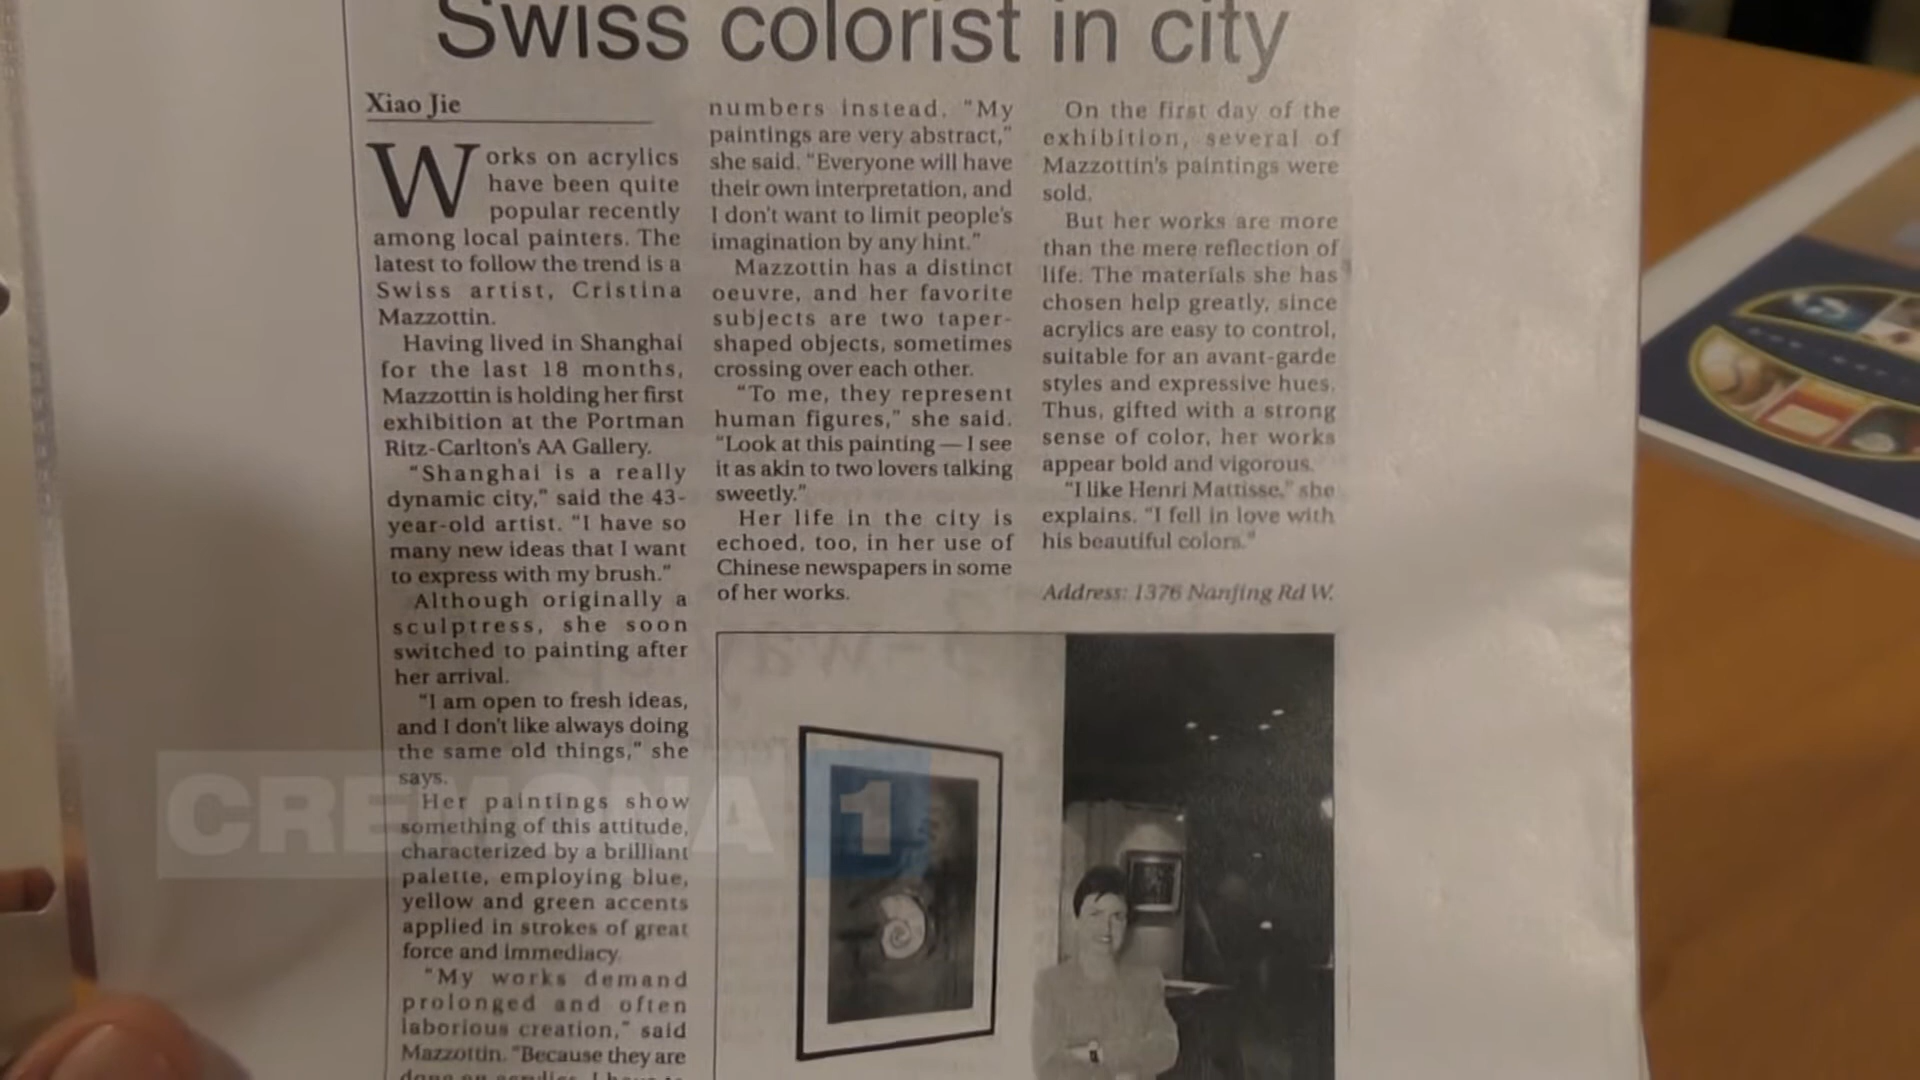 Swiss colorist in city
Xiao Jie
Works on acrylics
have been quite
popular recently
among local painters. The
latest to follow the trend is a
Swiss artist, Cristina
Mazzottin.
Having lived in Shanghai
for the last 18 months,
Mazzottin is holding her first
exhibition at the Portman
Ritz-Carlton's AA Gallery.
"Shanghai is a really
dynamic city," said the 43-
year-old artist. "I have so
many new ideas that I want
to express with my brush."
Although originally a
sculptress, she soon
switched to painting after
her arrival.
"I am open to fresh ideas,
and I don't like always doing
the same old things," she
says.
Her paintings show
something of this attitude,
characterized by a brilliant
palette, employing blue,
yellow and green accents
applied in strokes of great
force and immediacy.
"My works demand
prolonged and often
laborious creation," said
Mazzottin. "Because they are
numbers instead. "My
paintings are very abstract,"
she said. "Everyone will have
their own interpretation, and
I don't want to limit people's
imagination by any hint."
Mazzottin has a distinct
oeuvre, and her favorite
subjects are two taper-
shaped objects, sometimes
crossing over each other.
"To me, they represent
human figures," she said.
"Look at this painting — I see
it as akin to two lovers talking
sweetly."
Her life in the city is
echoed, too, in her use of
Chinese newspapers in some
of her works.
On the first day of the
exhibition, several of
Mazzottin's paintings were
sold.
But her works are more
than the mere reflection of
life. The materials she has
chosen help greatly, since
acrylics are easy to control,
suitable for an avant-garde
styles and expressive hues.
Thus, gifted with a strong
sense of color, her works
appear bold and vigorous.
"I like Henri Mattisse," she
explains. "I fell in love with
his beautiful colors."
Address: 1376 Nanjing Rd W.
CREMONA 1